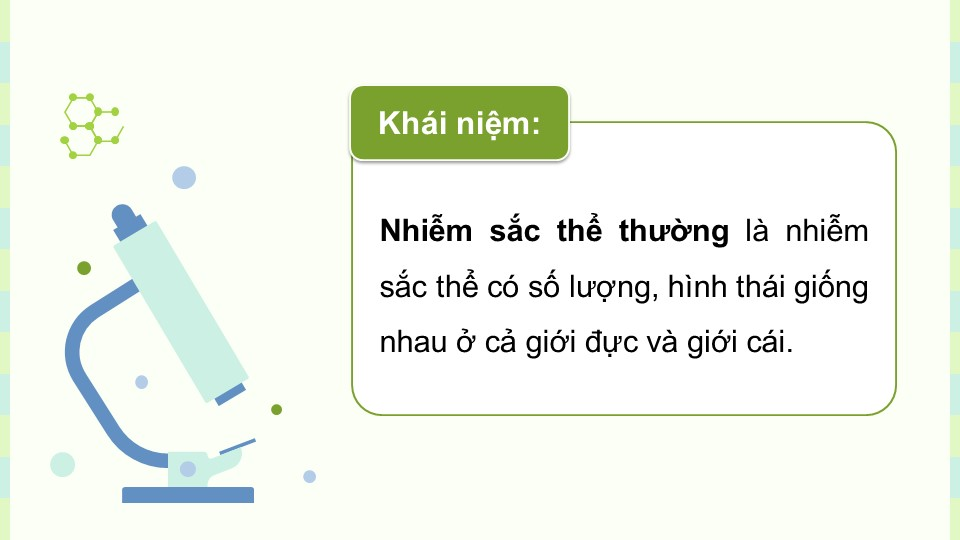 Khái niệm:
Nhiễm sắc thể thường là nhiễm
sắc thể có số lượng, hình thái giống
nhau ở cả giới đực và giới cái.